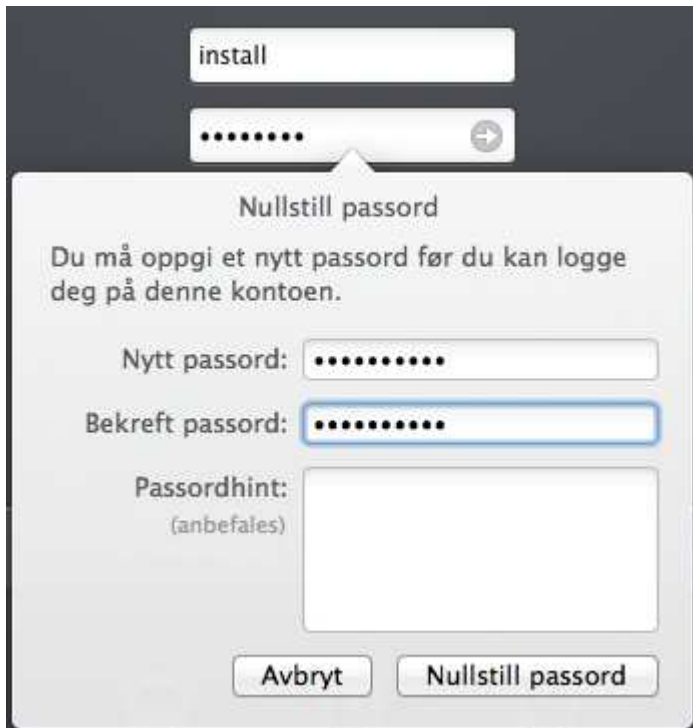 install
••••••••
Nullstill passord
Du må oppgi et nytt passord før du kan logge
deg på denne kontoen.
Nytt passord: ••••••••••
Bekreft passord: ••••••••••
Passordhint:
(anbefales)
Avbryt Nullstill passord